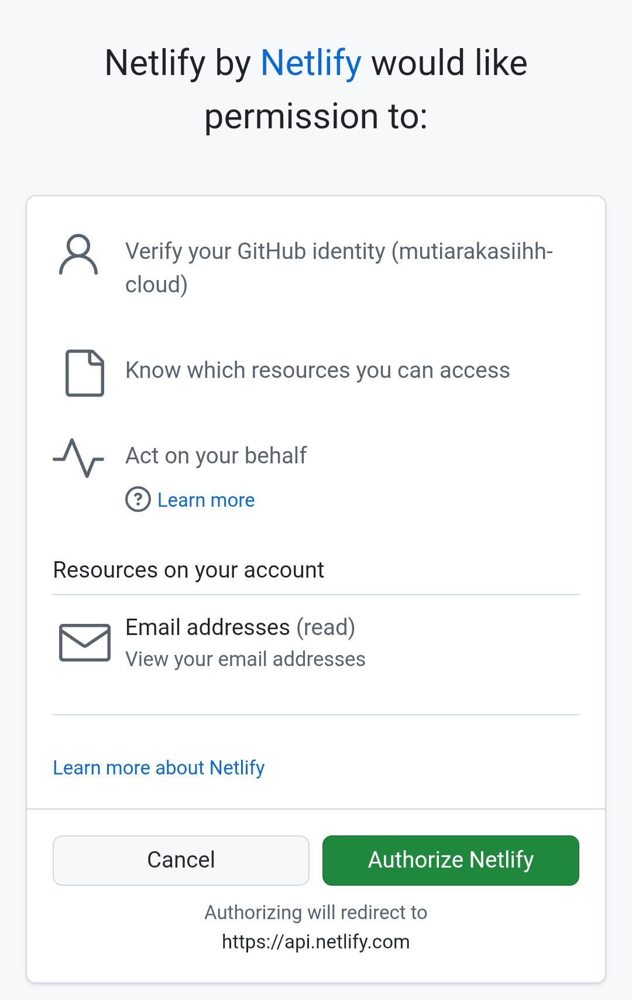 Netlify by Netlify would like
permission to:
Verify your GitHub identity (mutiarakasiihh-
cloud)
Know which resources you can access
Act on your behalf
? Learn more
Resources on your account
Email addresses (read)
View your email addresses
Learn more about Netlify
Cancel
Authorize Netlify
Authorizing will redirect to
https://api.netlify.com